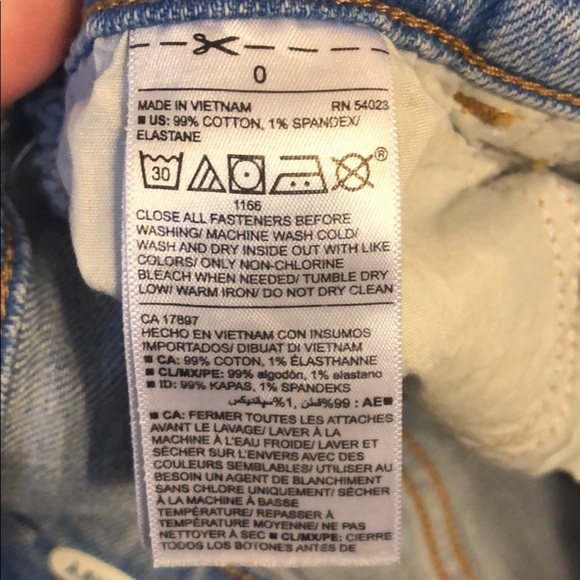 0
MADE IN VIETNAM RN 54023
■ US: 99% COTTON, 1% SPANDEX/
ELASTANE
30 ®
1166
CLOSE ALL FASTENERS BEFORE
WASHING/ MACHINE WASH COLD/
WASH AND DRY INSIDE OUT WITH LIKE
COLORS/ ONLY NON-CHLORINE
BLEACH WHEN NEEDED/ TUMBLE DRY
LOW/ WARM IRON/ DO NOT DRY CLEAN
CA 17897
HECHO EN VIETNAM CON INSUMOS
IMPORTADOS/ DIBUAT DI VIETNAM
■ CA: 99% COTON, 1% ÉLASTHANNE
■ CL/MX/PE: 99% algodón, 1% elastano
■ ID: 99% KAPAS, 1% SPANDEKS
■ AE : 99% قطن, 1% سپاندیکس
■ CA: FERMER TOUTES LES ATTACHES
AVANT LE LAVAGE/ LAVER À LA
MACHINE À L'EAU FROIDE/ LAVER ET
SÉCHER SUR L'ENVERS AVEC DES
COULEURS SEMBLABLES/ UTILISER AU
BESOIN UN AGENT DE BLANCHIMENT
SANS CHLORE UNIQUEMENT/ SÉCHER
À LA MACHINE À BASSE
TEMPÉRATURE/ REPASSER À
TEMPÉRATURE MOYENNE/ NE PAS
NETTOYER À SEC ■ CL/MX/PE: CIERRE
TODOS LOS BOTONES ANTES DE